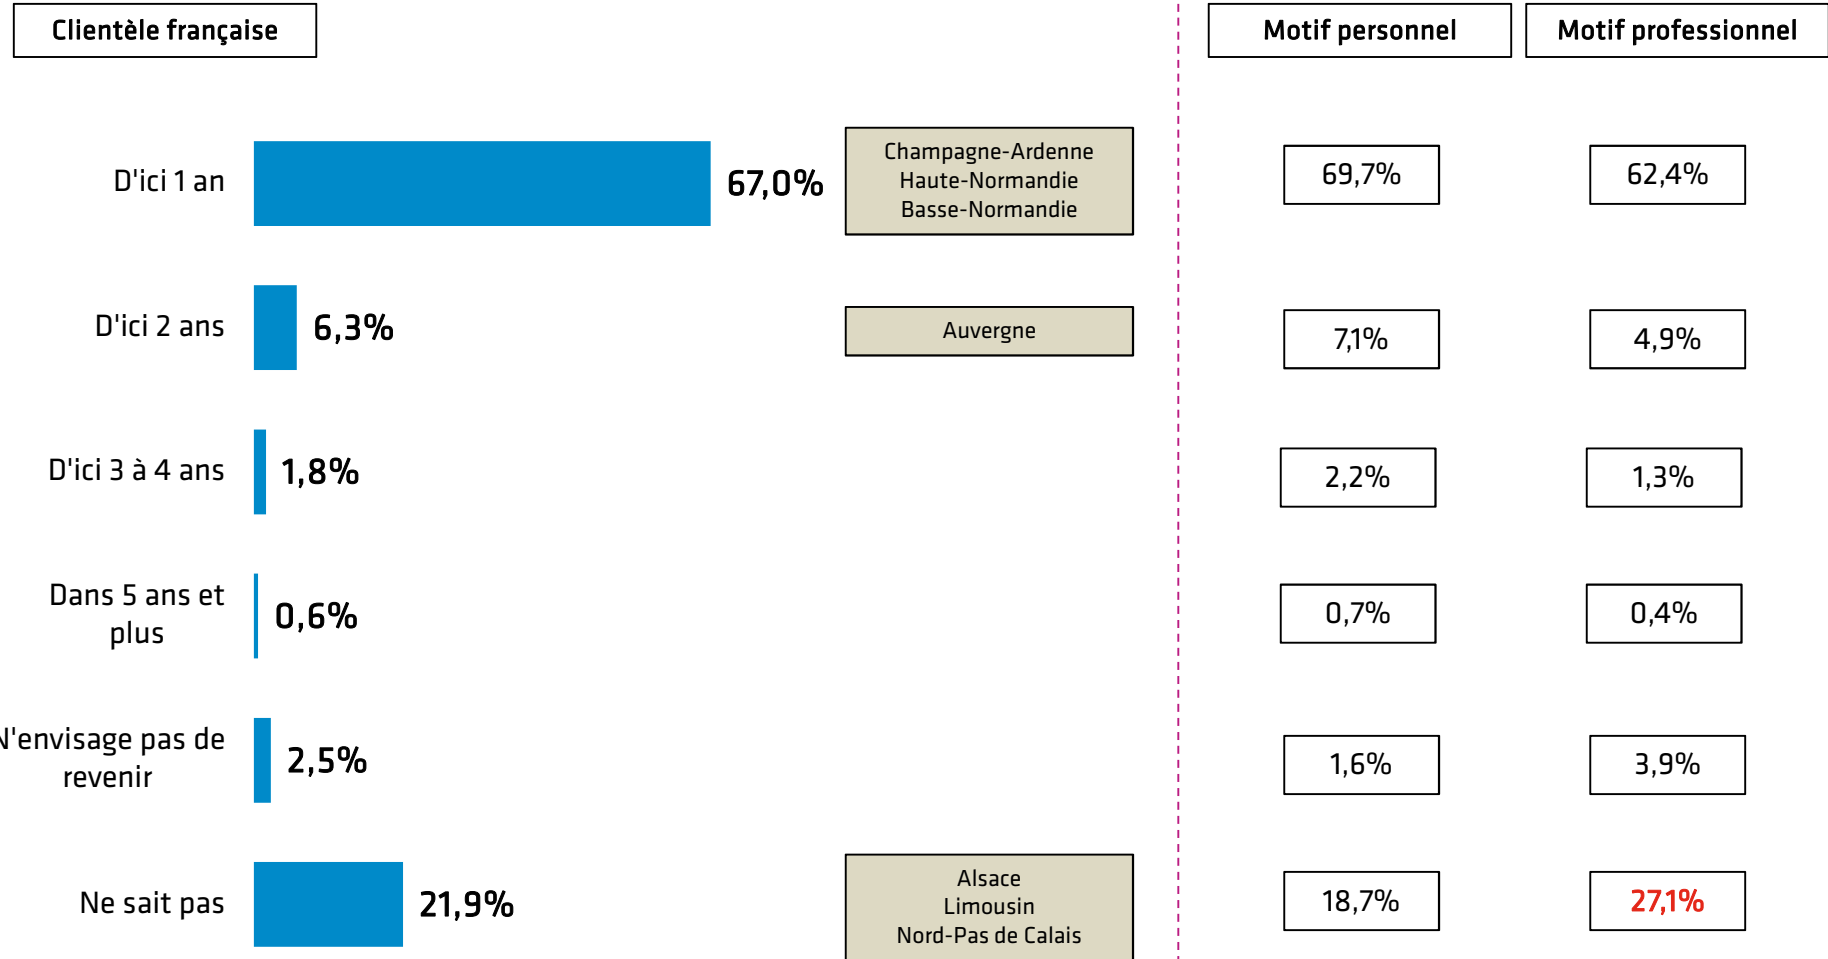 Clientèle française
Motif personnel
Motif professionnel
D'ici 1 an
67,0%
Champagne-Ardenne
Haute-Normandie
Basse-Normandie
69,7%
62,4%
D'ici 2 ans
6,3%
Auvergne
7,1%
4,9%
D'ici 3 à 4 ans
1,8%
2,2%
1,3%
Dans 5 ans et
plus
0,6%
0,7%
0,4%
N'envisage pas de
revenir
2,5%
1,6%
3,9%
Ne sait pas
21,9%
Alsace
Limousin
Nord-Pas de Calais
18,7%
27,1%